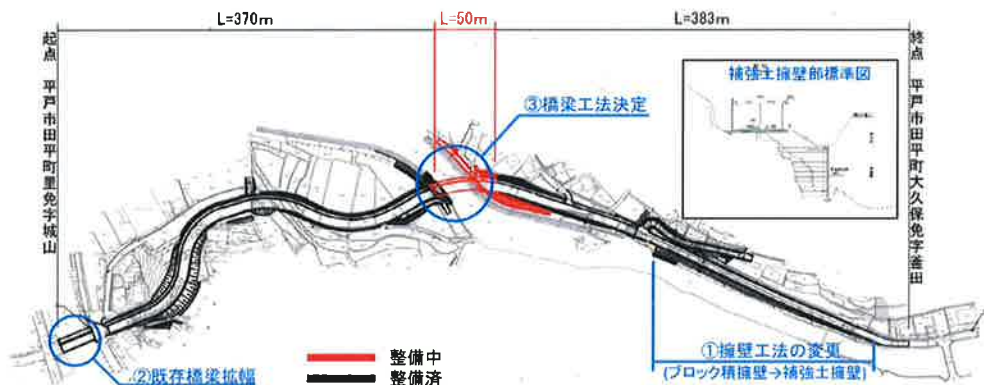 L=370m
L=50m
L=383m
起点 平戸市田平町里免字城山
終点 平戸市田平町大久保免字釜田
補強土擁壁部標準図
③橋梁工法決定
②既存橋梁拡幅
整備中
整備済
①擁壁工法の変更
(ブロック積擁壁→補強土擁壁)